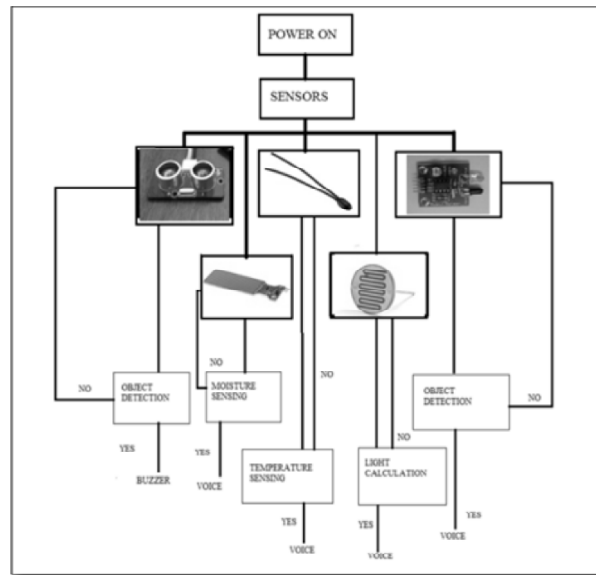 POWER ON
SENSORS
NO
OBJECT
DETECTION
NO
MOISTURE
SENSING
NO
NO
OBJECT
DETECTION
NO
YES
BUZZER
YES
VOICE
TEMPERATURE
SENSING
LIGHT
CALCULATION
YES
VOICE
YES
VOICE
YES
VOICE